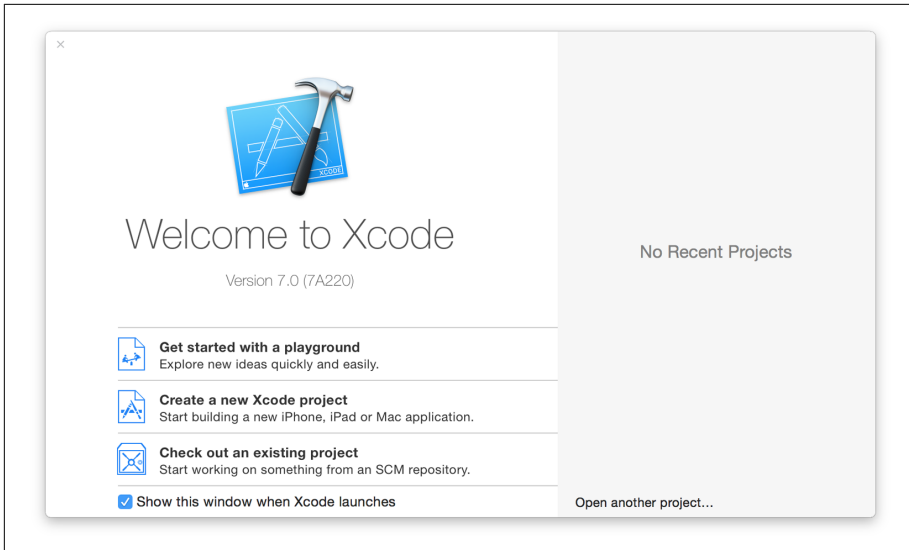 XCODE
Welcome to Xcode
Version 7.0 (7A220)
No Recent Projects
Get started with a playground
Explore new ideas quickly and easily.
Create a new Xcode project
Start building a new iPhone, iPad or Mac application.
Check out an existing project
Start working on something from an SCM repository.
Show this window when Xcode launches
Open another project...